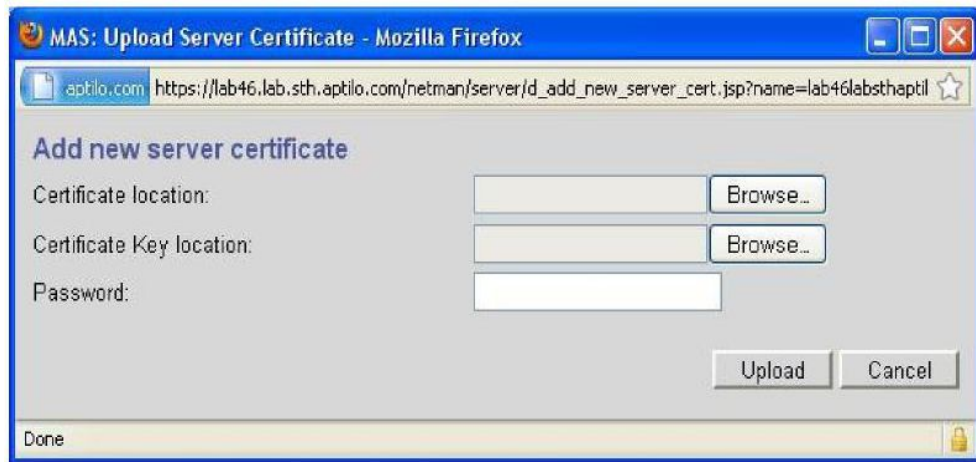 MAS: Upload Server Certificate - Mozilla Firefox
aptilo.com https://lab46.lab.sth.aptilo.com/netman/server/d_add_new_server_cert.jsp?name=lab46labsthaptil
Add new server certificate
Certificate location: Browse...
Certificate Key location: Browse...
Password:
Upload Cancel
Done